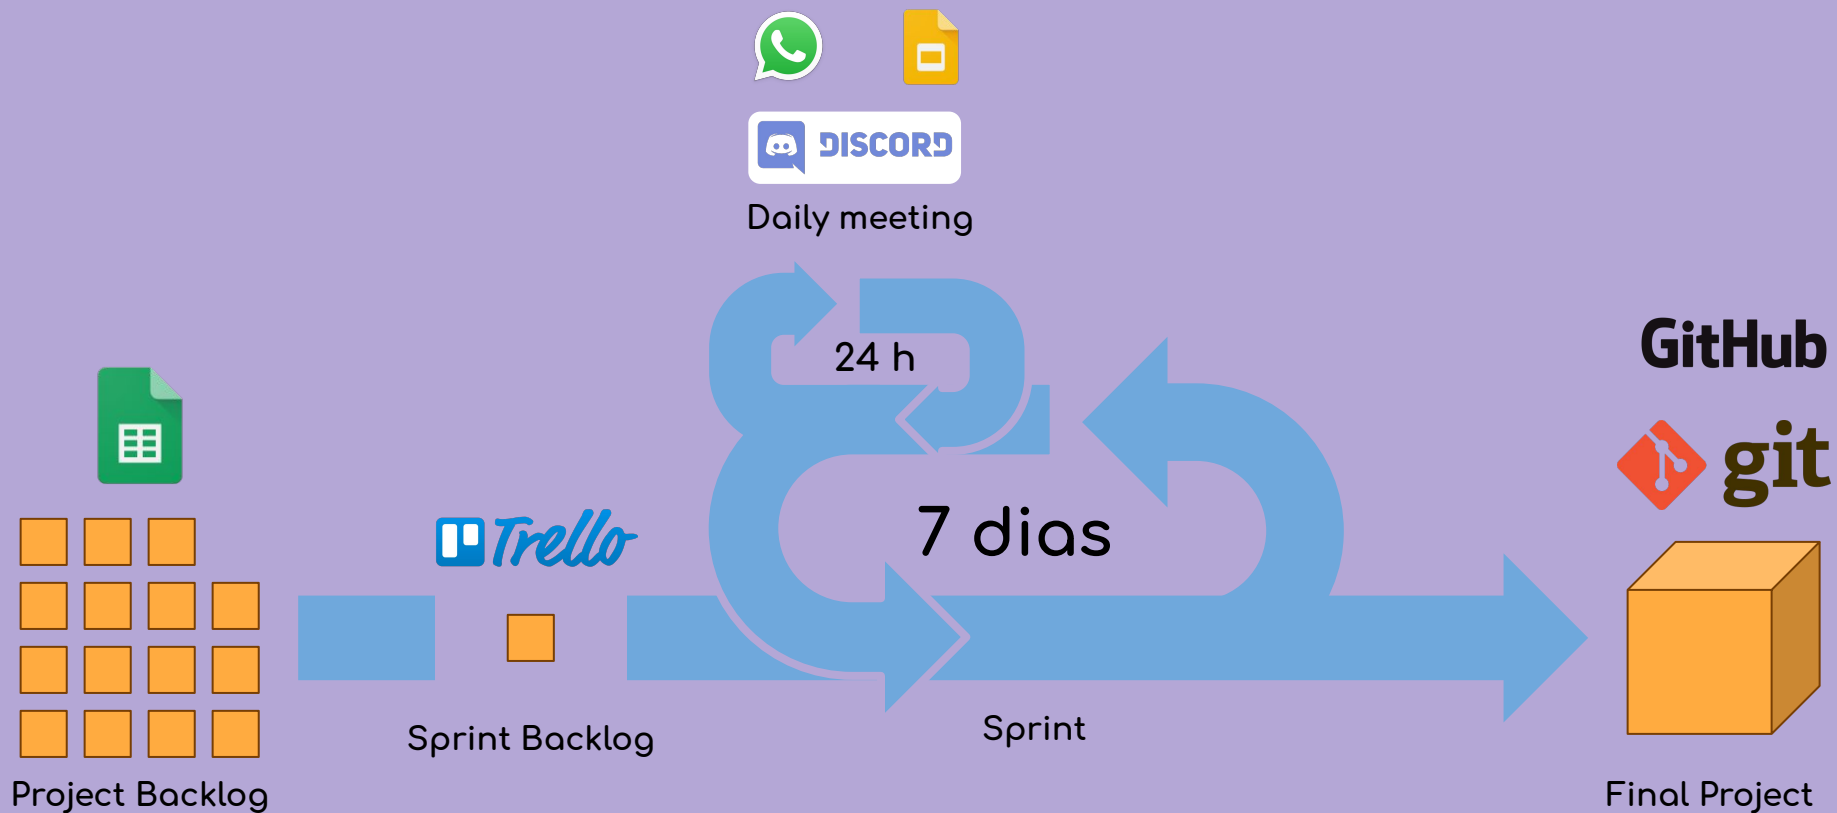 DISCORD
Daily meeting
24 h
GitHub
git
7 dias
Trello
Sprint Backlog
Sprint
Project Backlog
Final Project